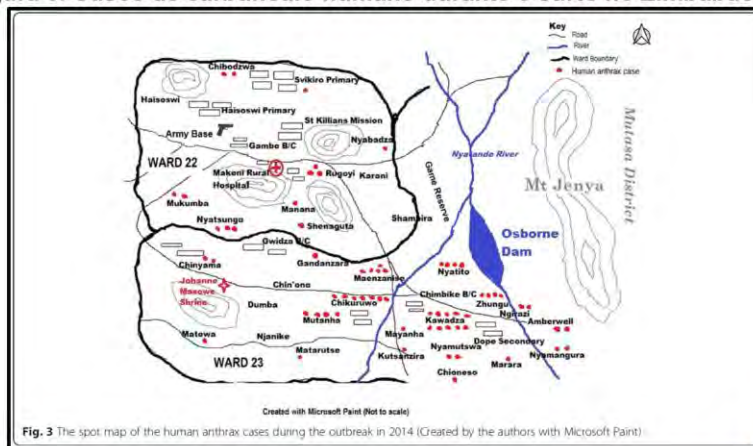 Key
Road
River
Ward Boundary
Human anthrax case
Chibodzwa
Svikiro Primary
Haisoswi
Haisoswi Primary
St Killians Mission
Army Base
Gambo B/C
Nyabadza
WARD 22
Makoni Rural
Hospital
Rugoyi
Karoni
Game Reserve
Nyalande River
Mutasa District
Mt Jenya
Mukumba
Manana
Nyatsungo
Shenaguta
Shambira
Osborne
Dam
Gwidza B/C
Chinyama
Gandanzara
Maenzanise
Nyatito
Johanne
Masowe
Shrine
Chin'ono
Chimbike B/C
Zhungu
Ngirazi
Dumba
Chikuruwo
Kawadza
Amberwell
Mutanha
Matowa
Njanike
Mayanha
Dope Secondary
WARD 23
Matarutse
Kutsanzira
Nyamutswa
Nyamangura
Marara
Chioneso
Created with Microsoft Paint (Not to scale)
Fig. 3 The spot map of the human anthrax cases during the outbreak in 2014 (Created by the authors with Microsoft Paint)